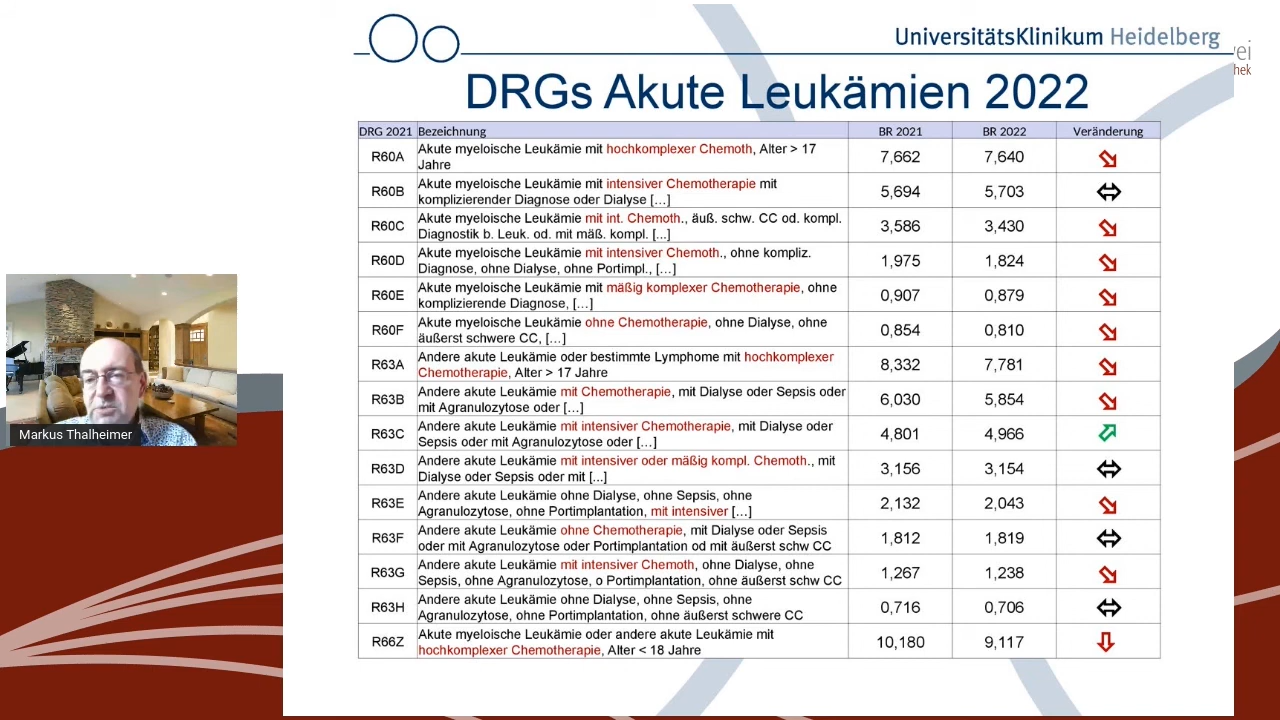 UniversitätsKlinikum Heidelberg
DRGs Akute Leukämien 2022
DRG 2021 Bezeichnung BR 2021 BR 2022 Veränderung
R60A Akute myeloische Leukämie mit hochkomplexer Chemoth, Alter > 17 7,662 7,640
Jahre
R60B Akute myeloische Leukämie mit intensiver Chemotherapie mit 5,694 5,703
komplizierender Diagnose oder Dialyse […]
R60C Akute myeloische Leukämie mit int. Chemoth., äuß. schw. CC od. kompl. 3,586 3,430
Diagnostik b. Leuk. od. mit mäß. kompl. [...]
R60D Akute myeloische Leukämie mit intensiver Chemoth., ohne kompliz. 1,975 1,824
Diagnose, ohne Dialyse, ohne Portimpl., […]
R60E Akute myeloische Leukämie mit mäßig komplexer Chemotherapie, ohne 0,907 0,879
komplizierende Diagnose, […]
R60F Akute myeloische Leukämie ohne Chemotherapie, ohne Dialyse, ohne 0,854 0,810
äußerst schwere CC, […]
R63A Andere akute Leukämie oder bestimmte Lymphome mit hochkomplexer 8,332 7,781
Chemotherapie, Alter > 17 Jahre
R63B Andere akute Leukämie mit Chemotherapie, mit Dialyse oder Sepsis oder 6,030 5,854
mit Agranulozytose oder […]
R63C Andere akute Leukämie mit intensiver Chemotherapie, mit Dialyse oder 4,801 4,966
Sepsis oder mit Agranulozytose oder […]
R63D Andere akute Leukämie mit intensiver oder mäßig kompl. Chemoth., mit 3,156 3,154
Dialyse oder Sepsis oder mit [...]
R63E Andere akute Leukämie ohne Dialyse, ohne Sepsis, ohne 2,132 2,043
Agranulozytose, ohne Portimplantation, mit intensiver […]
R63F Andere akute Leukämie ohne Chemotherapie, mit Dialyse oder Sepsis 1,812 1,819
oder mit Agranulozytose oder Portimplantation od mit äußerst schw CC
R63G Andere akute Leukämie mit intensiver Chemoth, ohne Dialyse, ohne 1,267 1,238
Sepsis, ohne Agranulozytose, o Portimplantation, ohne äußerst schw CC
R63H Andere akute Leukämie ohne Dialyse, ohne Sepsis, ohne 0,716 0,706
Agranulozytose, ohne Portimplantation, ohne äußerst schwere CC
R66Z Akute myeloische Leukämie oder andere akute Leukämie mit 10,180 9,117
hochkomplexer Chemotherapie, Alter < 18 Jahre
Markus Thalheimer